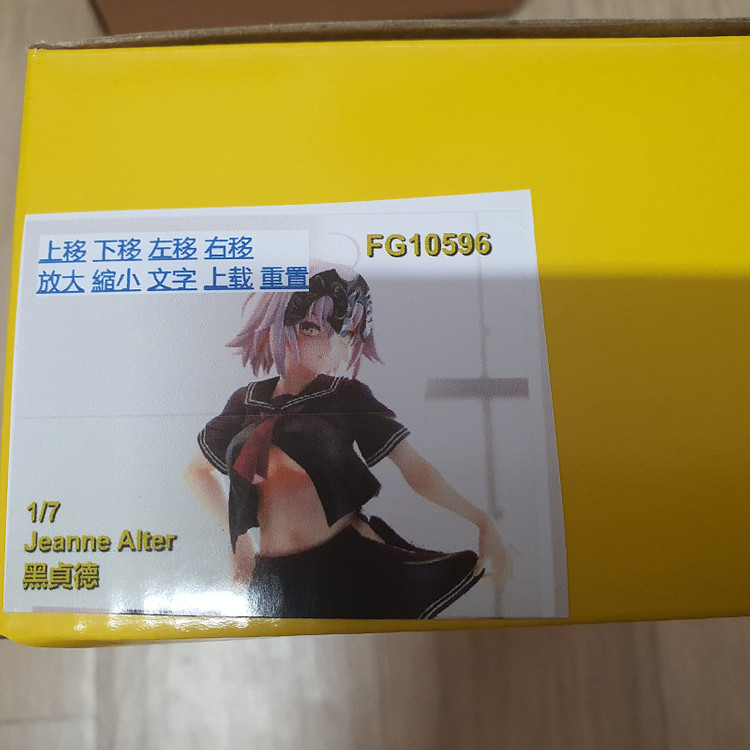 上移 下移 左移 右移
放大 縮小 文字 上载 重置
FG10596
1/7
Jeanne Alter
黑貞德